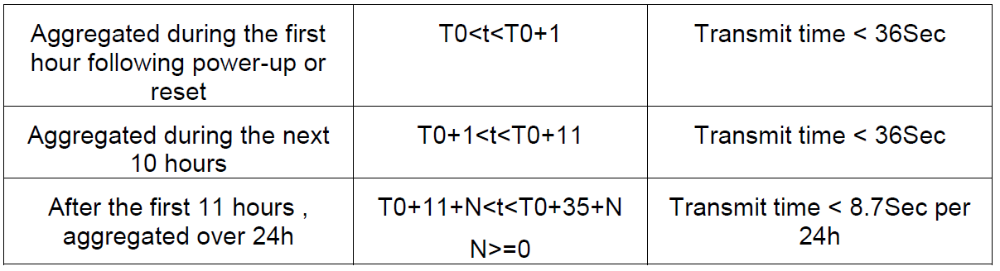 Aggregated during the first
hour following power-up or
reset
T0<t<T0+1
Transmit time < 36Sec
Aggregated during the next
10 hours
T0+1<t<T0+11
Transmit time < 36Sec
After the first 11 hours ,
aggregated over 24h
T0+11+N<t<T0+35+N
N>=0
Transmit time < 8.7Sec per
24h